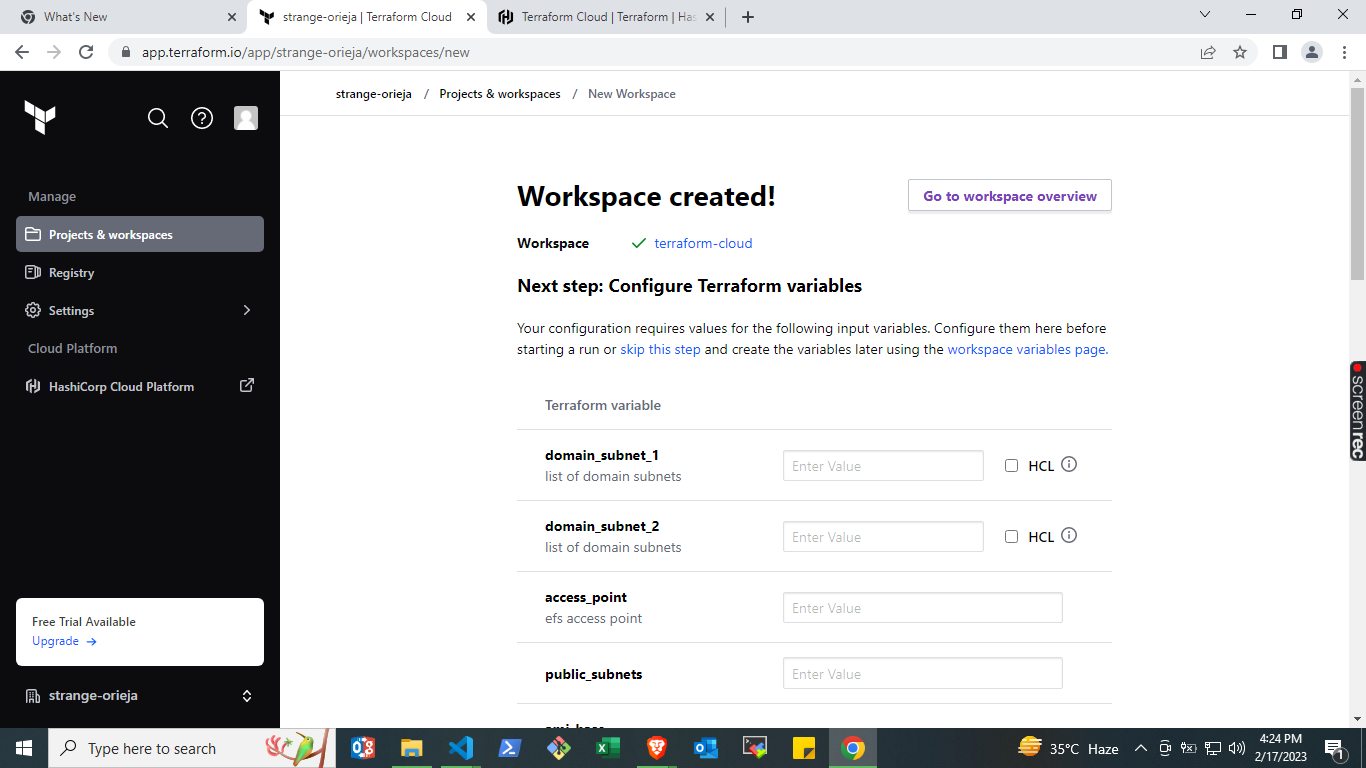 What's New
strange-orieja | Terraform Cloud
Terraform Cloud | Terraform | Has
app.terraform.io/app/strange-orieja/workspaces/new
strange-orieja / Projects & workspaces / New Workspace
Manage
Projects & workspaces
Registry
Settings
Cloud Platform
HashiCorp Cloud Platform
Free Trial Available
Upgrade →
strange-orieja
Workspace created!
Go to workspace overview
Workspace terraform-cloud
Next step: Configure Terraform variables
Your configuration requires values for the following input variables. Configure them here before
starting a run or skip this step and create the variables later using the workspace variables page.
Terraform variable
domain_subnet_1
list of domain subnets
Enter Value
HCL
domain_subnet_2
list of domain subnets
Enter Value
HCL
access_point
efs access point
Enter Value
public_subnets
Enter Value
screenrec
Type here to search
35°C Haze
4:24 PM
2/17/2023
1